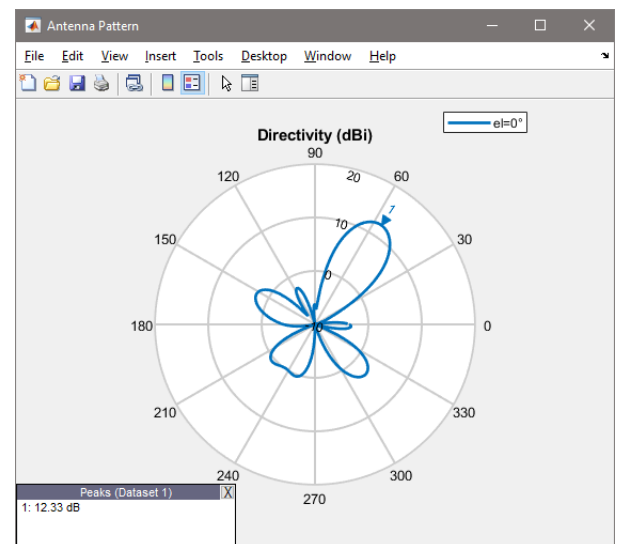 Antenna Pattern
File Edit View Insert Tools Desktop Window Help
el=0°
Directivity (dBi)
90
120 20 60
1
10
150 30
0
180 -10 0
210 330
240 300
270
Peaks (Dataset 1) X
1: 12.33 dB